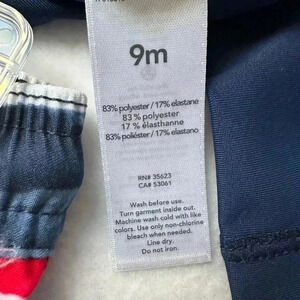 9m
83% polyester / 17% elastane
83 % polyester
17 % élasthanne
83% poliéster / 17% elastano
RN# 35623
CA# 53061
Wash before use.
Turn garment inside out.
Machine wash cold with like
colors. Use only non-chlorine
bleach when needed.
Line dry.
Do not iron.